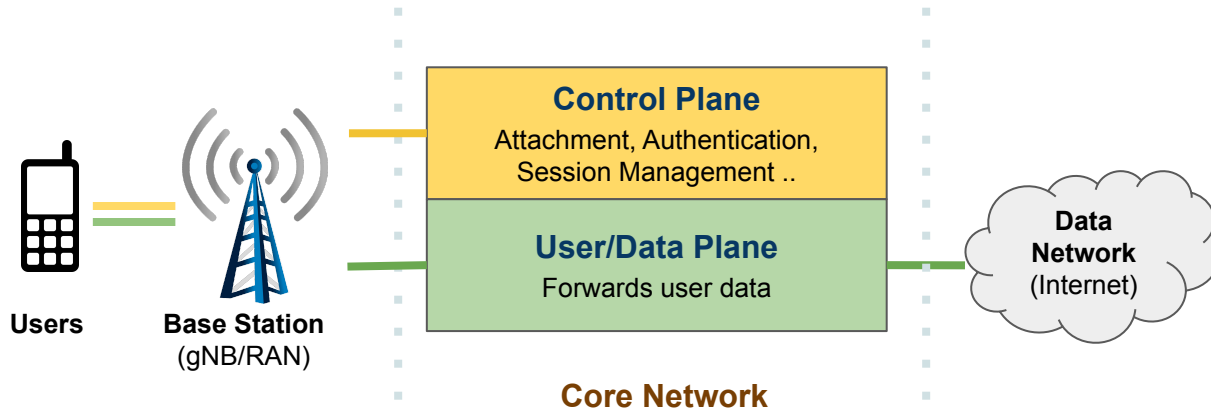 Control Plane
Attachment, Authentication,
Session Management ..
User/Data Plane
Forwards user data
Users
Base Station
(gNB/RAN)
Data
Network
(Internet)
Core Network